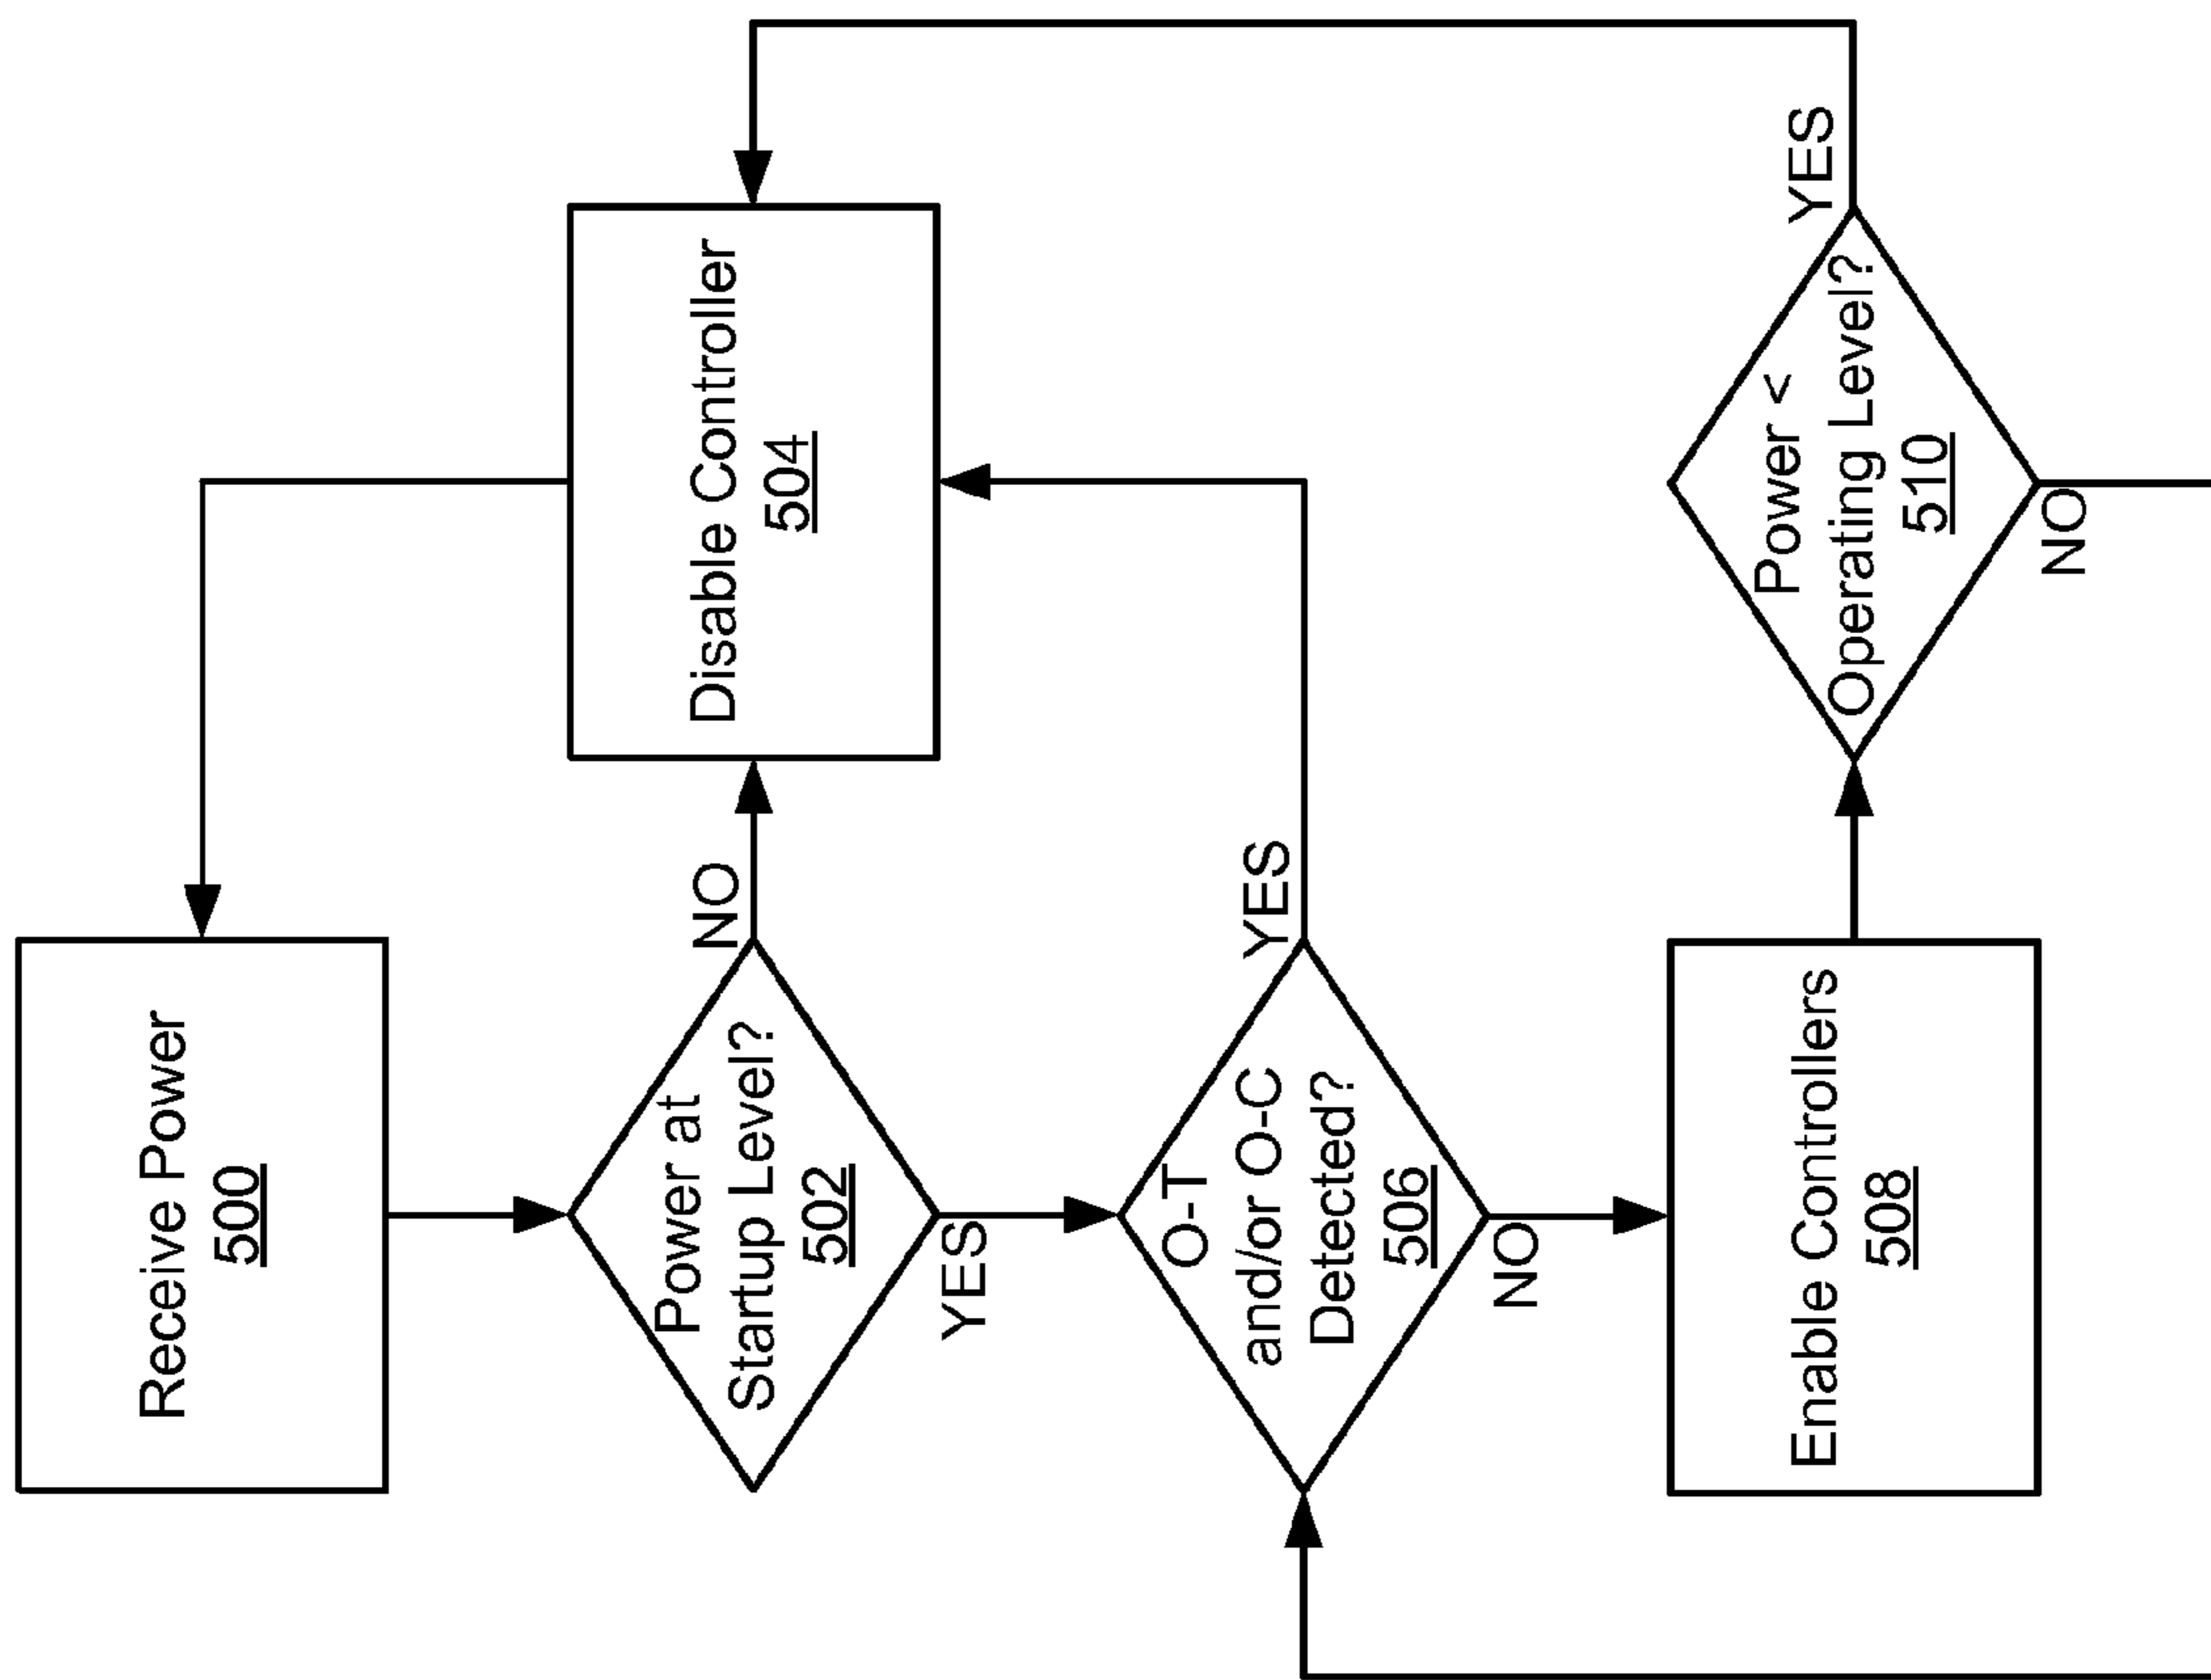 Receive Power
500
Power at
Startup Level?
502
NO
YES
Disable Controller
504
O-T
and/or O-C
Detected?
506
YES
NO
Enable Controllers
508
Power <
Operating Level?
510
YES
NO